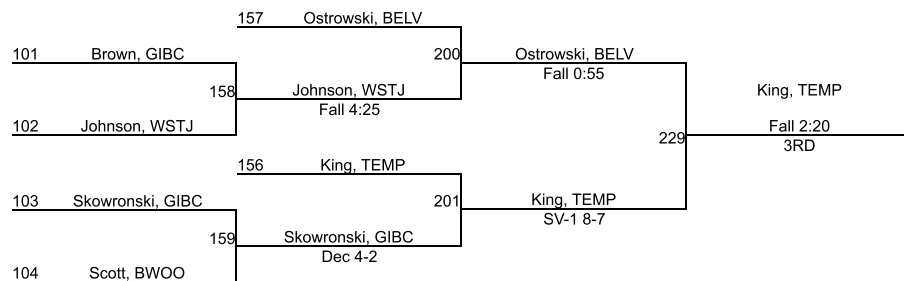 157 Ostrowski, BELV
101 Brown, GIBC
200 Ostrowski, BELV
Fall 0:55
158 Johnson, WSTJ
Fall 4:25
King, TEMP
102 Johnson, WSTJ
Fall 2:20
229
3RD
156 King, TEMP
103 Skowronski, GIBC
201 King, TEMP
SV-1 8-7
159 Skowronski, GIBC
Dec 4-2
104 Scott, BWOO